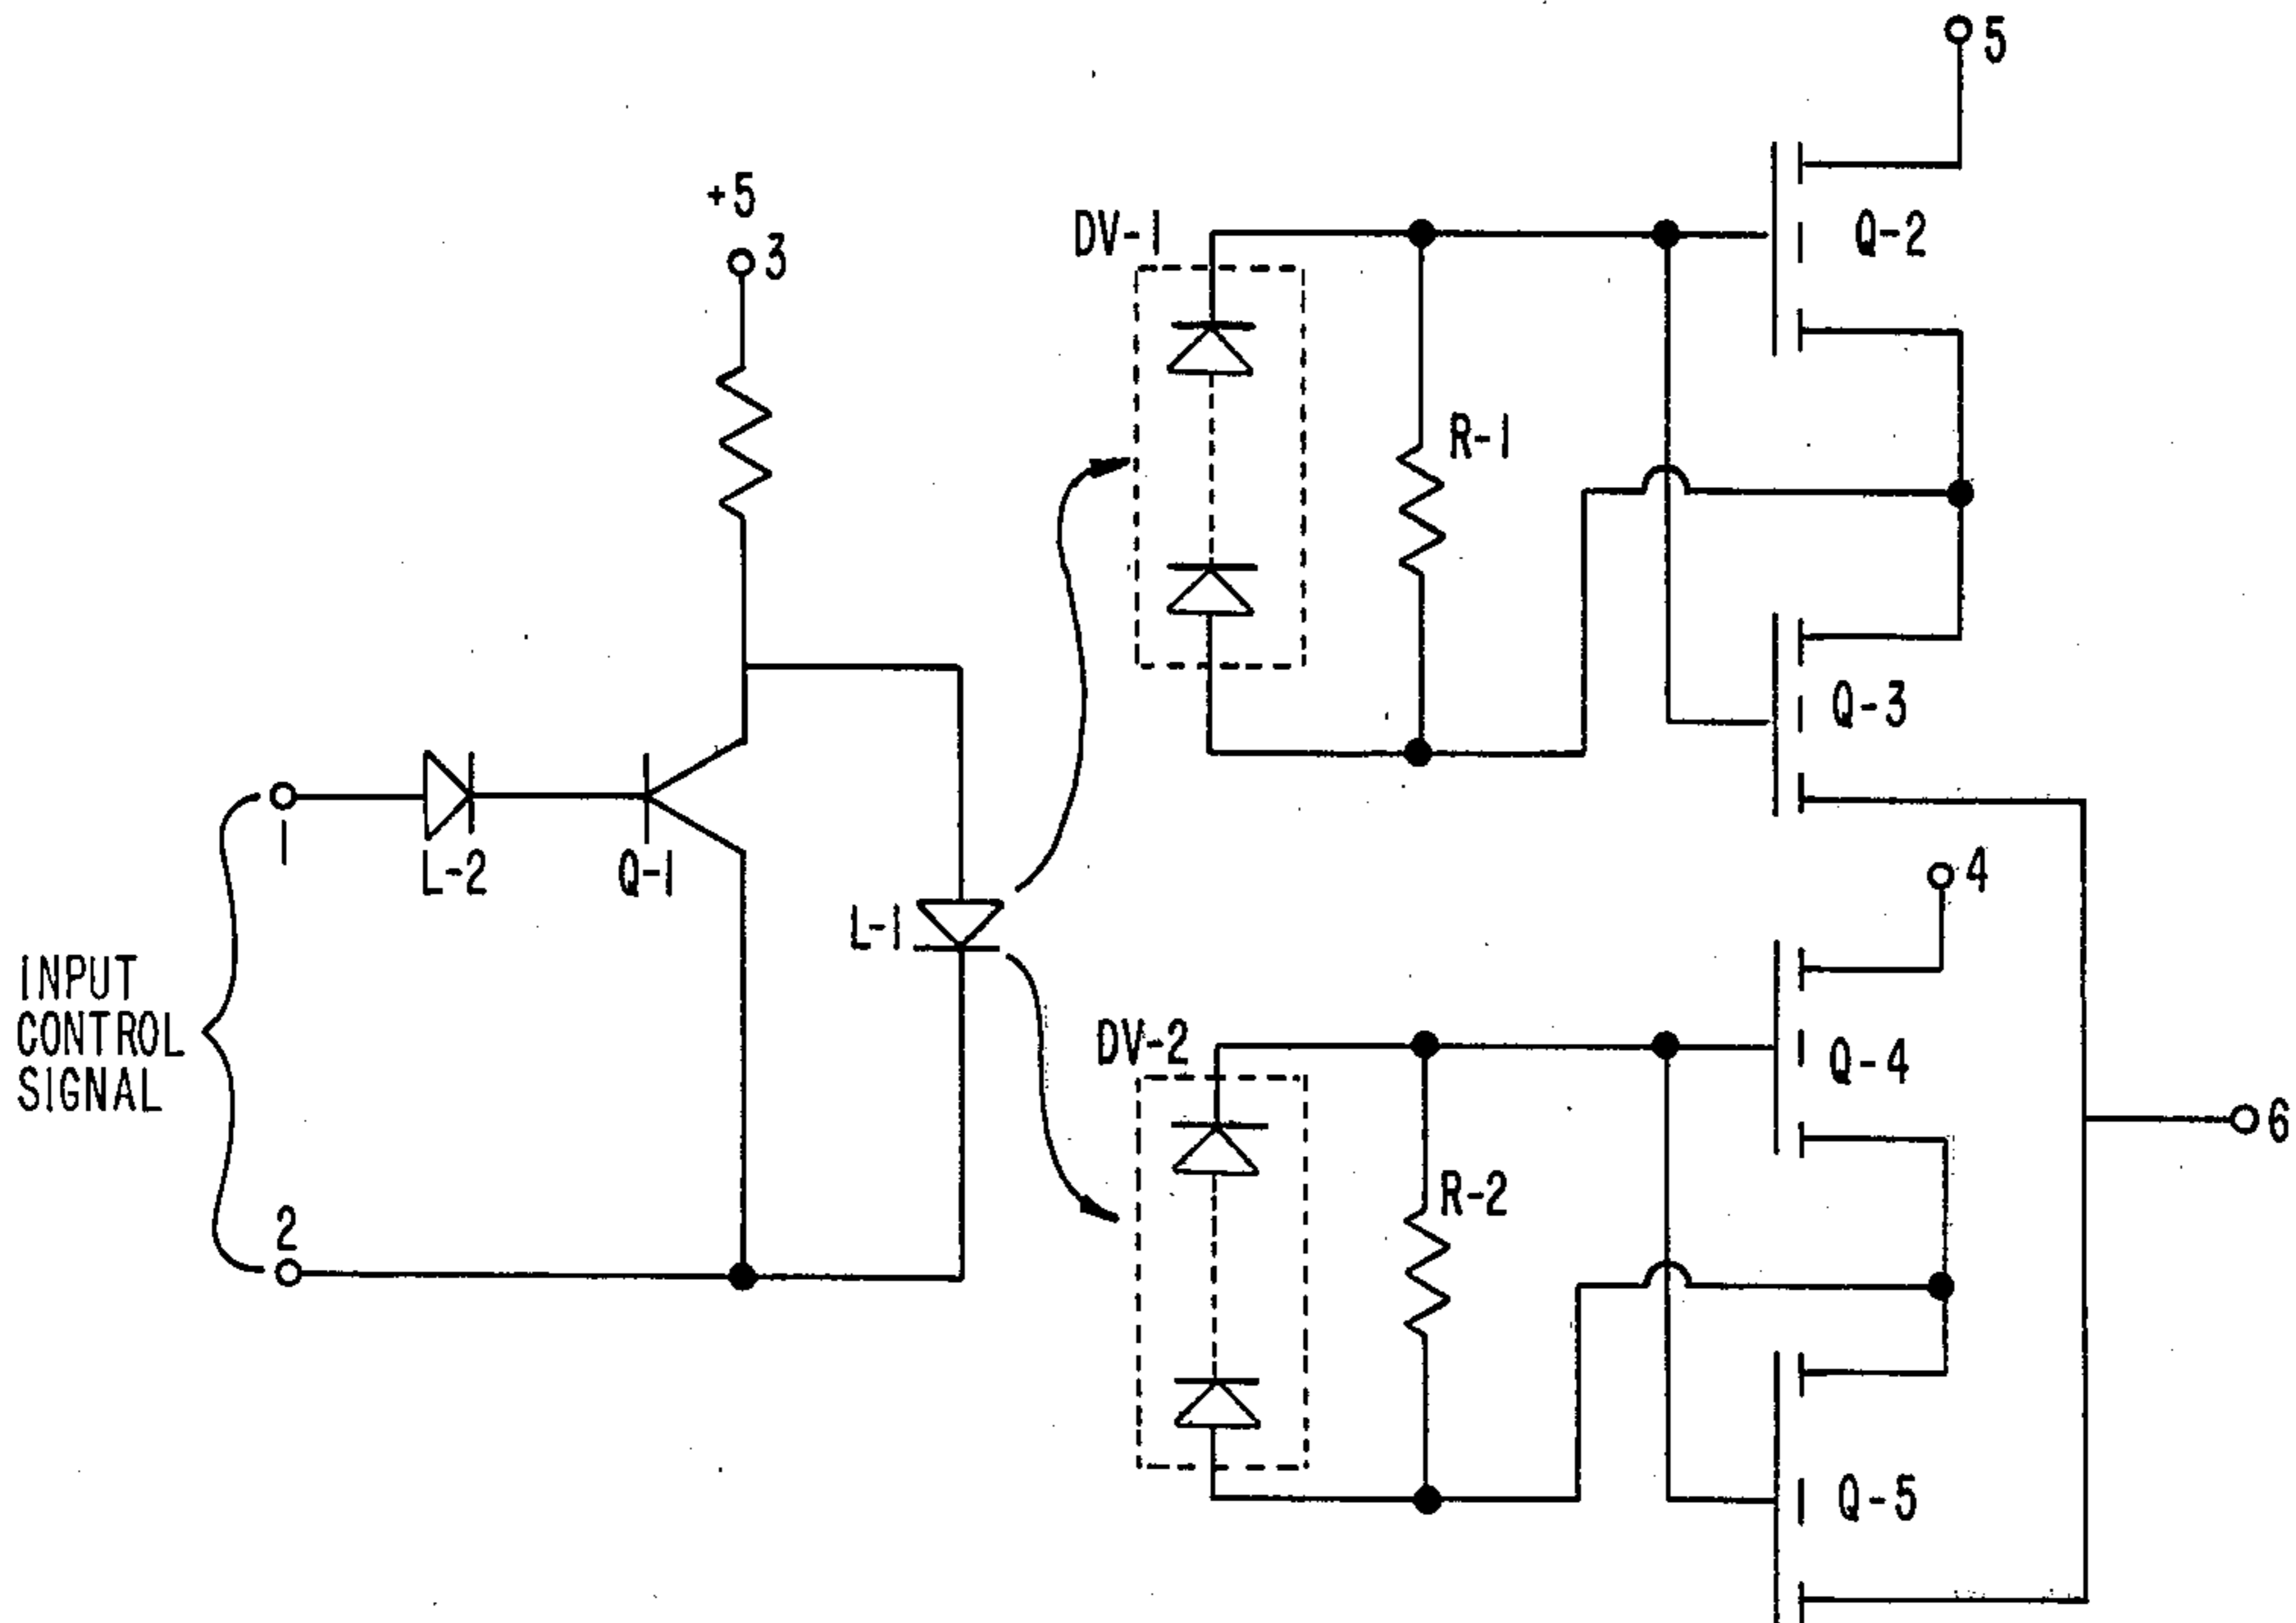 5
+5
3
DV-1
Q-2
R-1
Q-3
1
L-2
Q-1
L-1
4
INPUT
CONTROL
SIGNAL
DV-2
Q-4
6
2
R-2
Q-5